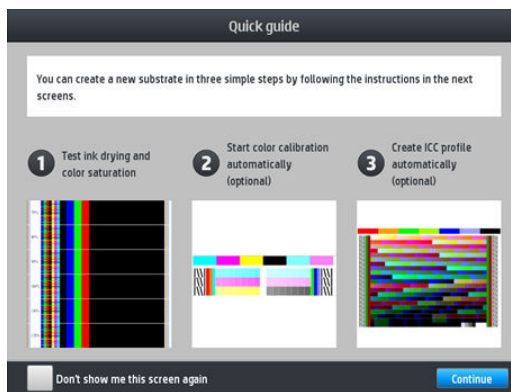 Quick guide
You can create a new substrate in three simple steps by following the instructions in the next
screens.
1
Test ink drying and
color saturation
2
Start color calibration
automatically
(optional)
3
Create ICC profile
automatically
(optional)
Don't show me this screen again
Continue